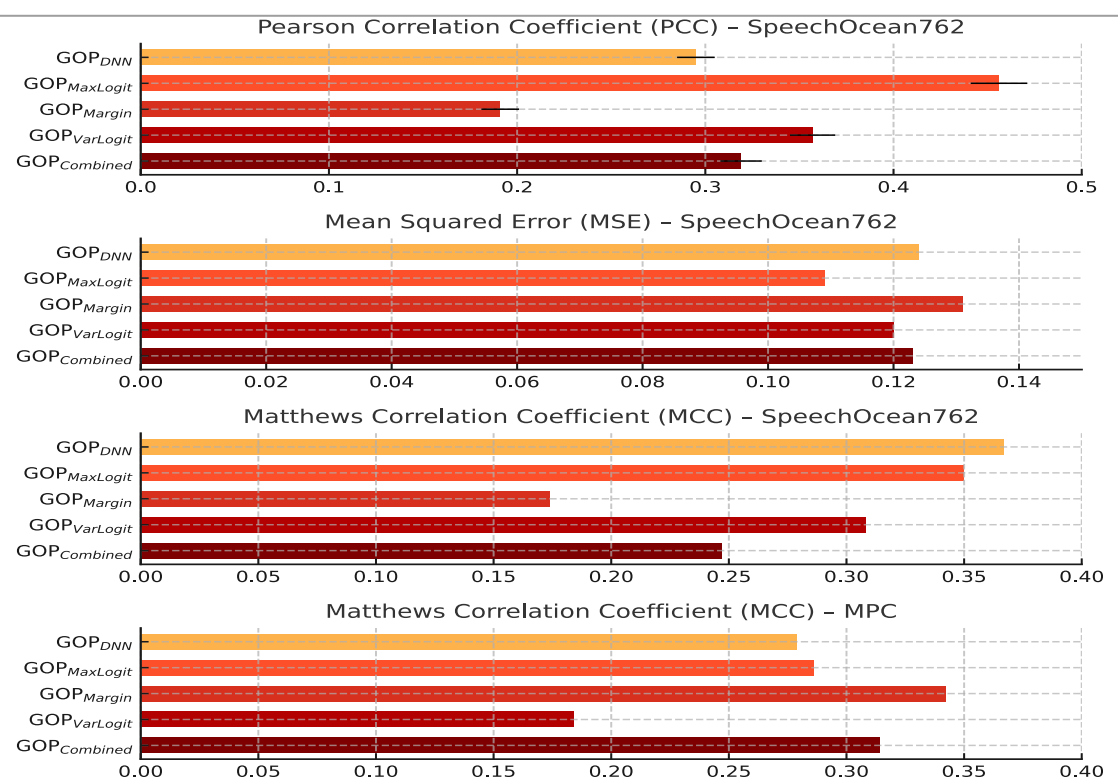 Pearson Correlation Coefficient (PCC) – SpeechOcean762
GOP_DNN
GOP_MaxLogit
GOP_Margin
GOP_VarLogit
GOP_Combined
0.0 0.1 0.2 0.3 0.4 0.5
Mean Squared Error (MSE) – SpeechOcean762
GOP_DNN
GOP_MaxLogit
GOP_Margin
GOP_VarLogit
GOP_Combined
0.00 0.02 0.04 0.06 0.08 0.10 0.12 0.14
Matthews Correlation Coefficient (MCC) – SpeechOcean762
GOP_DNN
GOP_MaxLogit
GOP_Margin
GOP_VarLogit
GOP_Combined
0.00 0.05 0.10 0.15 0.20 0.25 0.30 0.35 0.40
Matthews Correlation Coefficient (MCC) – MPC
GOP_DNN
GOP_MaxLogit
GOP_Margin
GOP_VarLogit
GOP_Combined
0.00 0.05 0.10 0.15 0.20 0.25 0.30 0.35 0.40